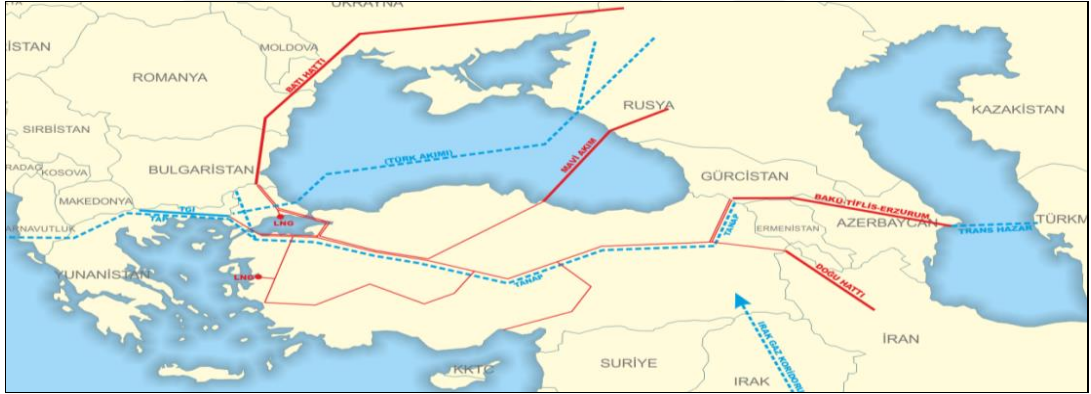 UKRAYNA
İSTAN
MOLDOVA
ROMANYA
BATI HATTI
RUSYA
KAZAKİSTAN
SIRBİSTAN
(TÜRK AKIMI)
MAVİ AKIM
BULGARİSTAN
KOSOVA
GÜRCİSTAN
MAKEDONYA
BAKÜ-TİFLİS-ERZURUM
TGI
TAP
LNG
TANAP
ERMENİSTAN
AZERBAYCAN
TÜRKM
ARNAVUTLUK
TRANS HAZAR
YUNANİSTAN
LNG
TANAP
DOĞU HATTI
İRAN
IRAK GAZ KORİDORU
KKTC
SURİYE
IRAK